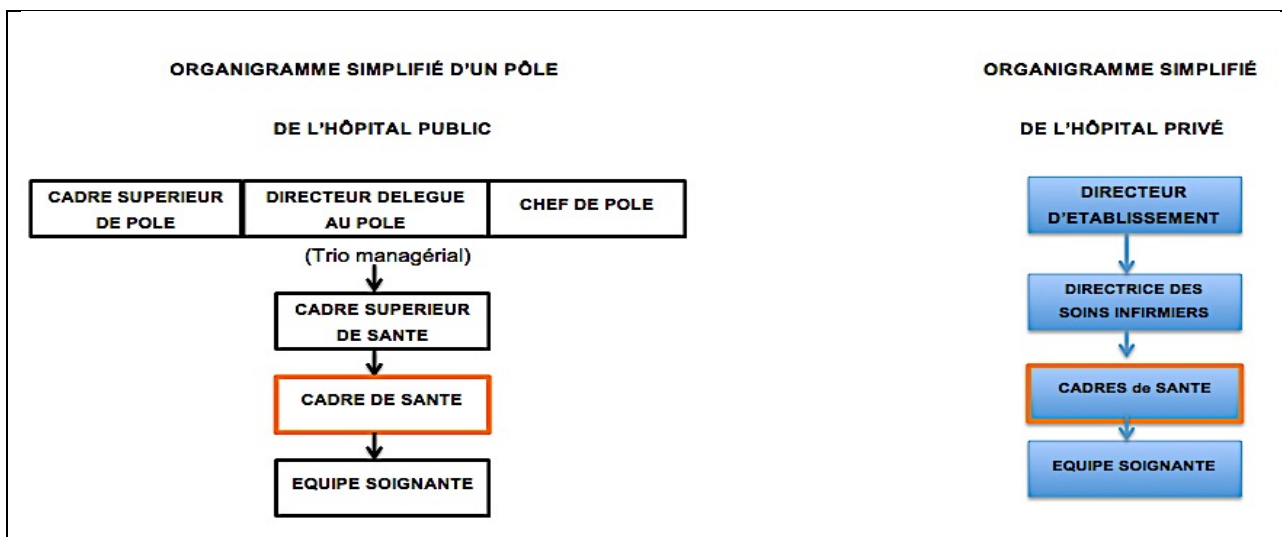 ORGANIGRAMME SIMPLIFIÉ D'UN PÔLE
DE L'HÔPITAL PUBLIC
CADRE SUPERIEUR
DE POLE
DIRECTEUR DELEGUE
AU POLE
CHEF DE POLE
(Trio managérial)
CADRE SUPERIEUR
DE SANTE
CADRE DE SANTE
EQUIPE SOIGNANTE
ORGANIGRAMME SIMPLIFIÉ
DE L'HÔPITAL PRIVÉ
DIRECTEUR
D'ETABLISSEMENT
DIRECTRICE DES
SOINS INFIRMIERS
CADRES de SANTE
EQUIPE SOIGNANTE